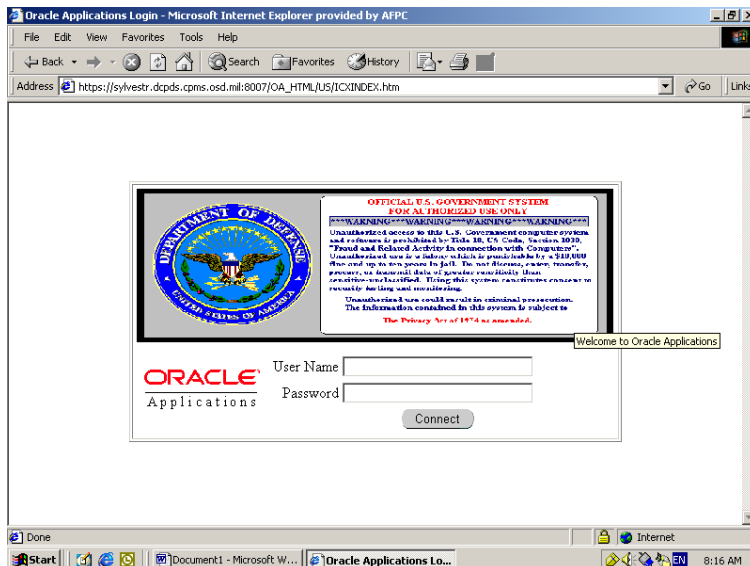 Oracle Applications Login - Microsoft Internet Explorer provided by AFPC
File Edit View Favorites Tools Help
Back Search Favorites History
Address https://sylvestr.dcpds.cpms.osd.mil:8007/OA_HTML/US/ICXINDEX.htm Go Links
DEPARTMENT OF DEFENSE
UNITED STATES OF AMERICA
OFFICIAL U.S. GOVERNMENT SYSTEM
FOR AUTHORIZED USE ONLY
***WARNING***WARNING***WARNING***WARNING***
Unauthorized access to this U.S. Government computer system
and software is prohibited by Title 18, US Code, Section 1030,
"Fraud and Related Activity in connection with Computers".
Unauthorized use is a felony which is punishable by a $10,000
fine and up to ten years in jail. Do not discuss, enter, transfer,
process, or transmit data of greater sensitivity than
sensitive-unclassified. Using this system constitutes consent to
security testing and monitoring.
Unauthorized use could result in criminal prosecution.
The information contained in this system is subject to
The Privacy Act of 1974 as amended.
Welcome to Oracle Applications
ORACLE
Applications
User Name
Password
Connect
Done Internet
Start Document1 - Microsoft W... Oracle Applications Lo... EN 8:16 AM